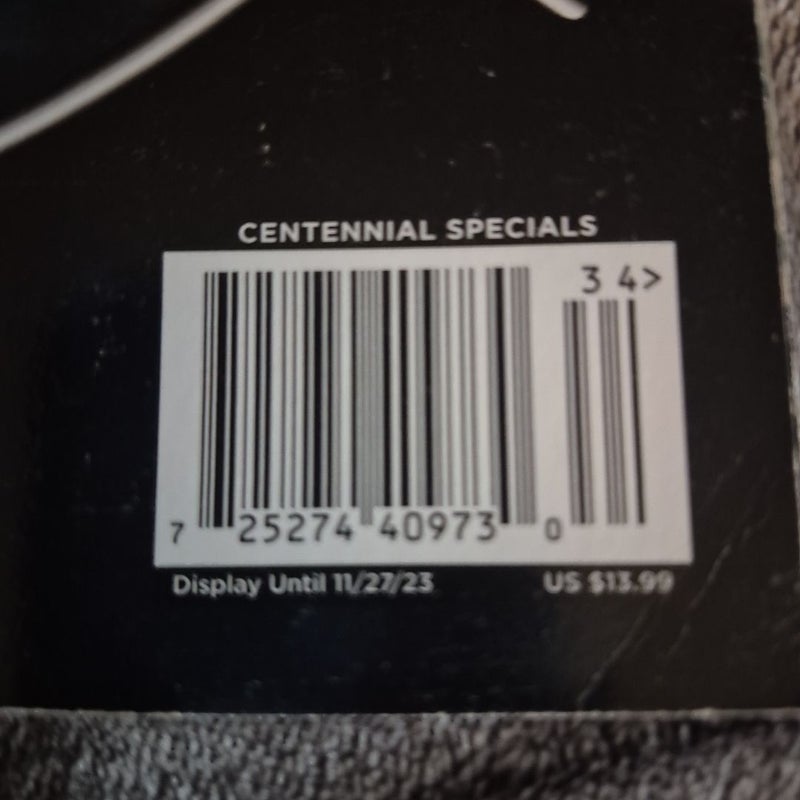 CENTENNIAL SPECIALS
3 4>
7 25274 40973 0
Display Until 11/27/23 US $13.99